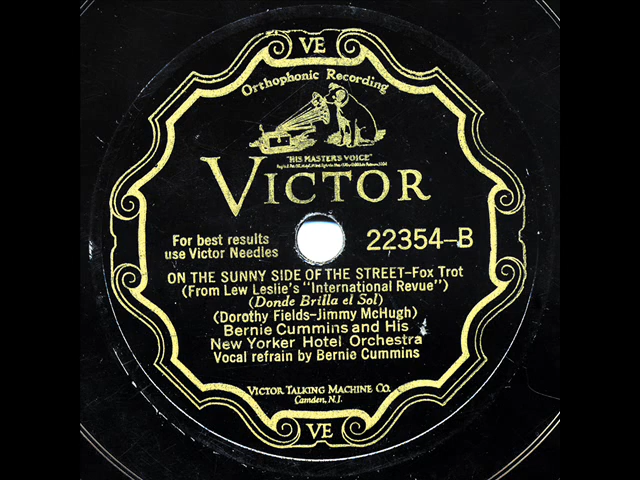 VE
Orthophonic Recording
"HIS MASTER'S VOICE"
VICTOR
For best results
use Victor Needles
22354-B
ON THE SUNNY SIDE OF THE STREET-Fox Trot
(From Lew Leslie's "International Revue")
(Donde Brilla el Sol)
(Dorothy Fields-Jimmy McHugh)
Bernie Cummins and His
New Yorker Hotel Orchestra
Vocal refrain by Bernie Cummins
VICTOR TALKING MACHINE CO.
Camden, N.J.
VE